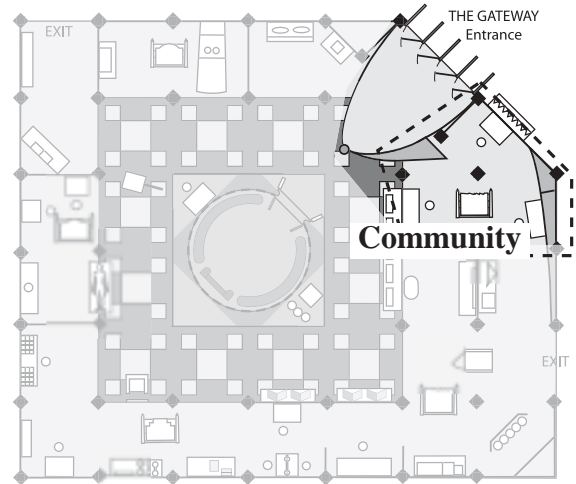 THE GATEWAY
Entrance
EXIT
Community
EXIT